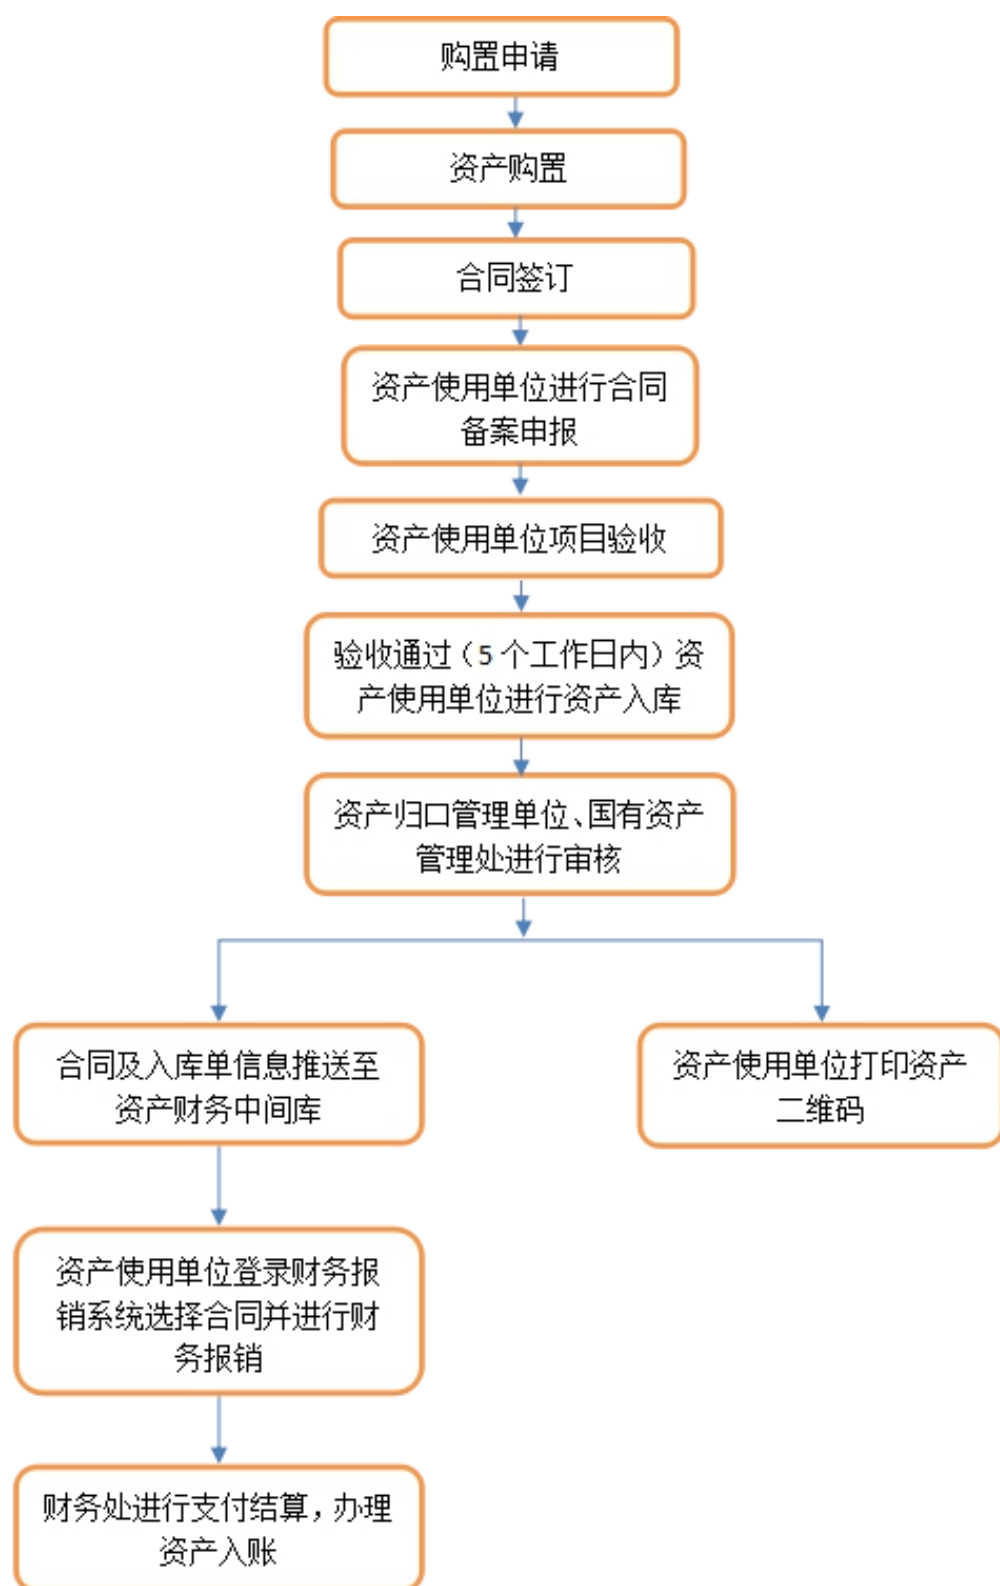 购置申请
资产购置
合同签订
资产使用单位进行合同
备案申报
资产使用单位项目验收
验收通过（5个工作日内）资
产使用单位进行资产入库
资产归口管理单位、国有资产
管理处进行审核
合同及入库单信息推送至
资产财务中间库
资产使用单位打印资产
二维码
资产使用单位登录财务报
销系统选择合同并进行财
务报销
财务处进行支付结算，办理
资产入账